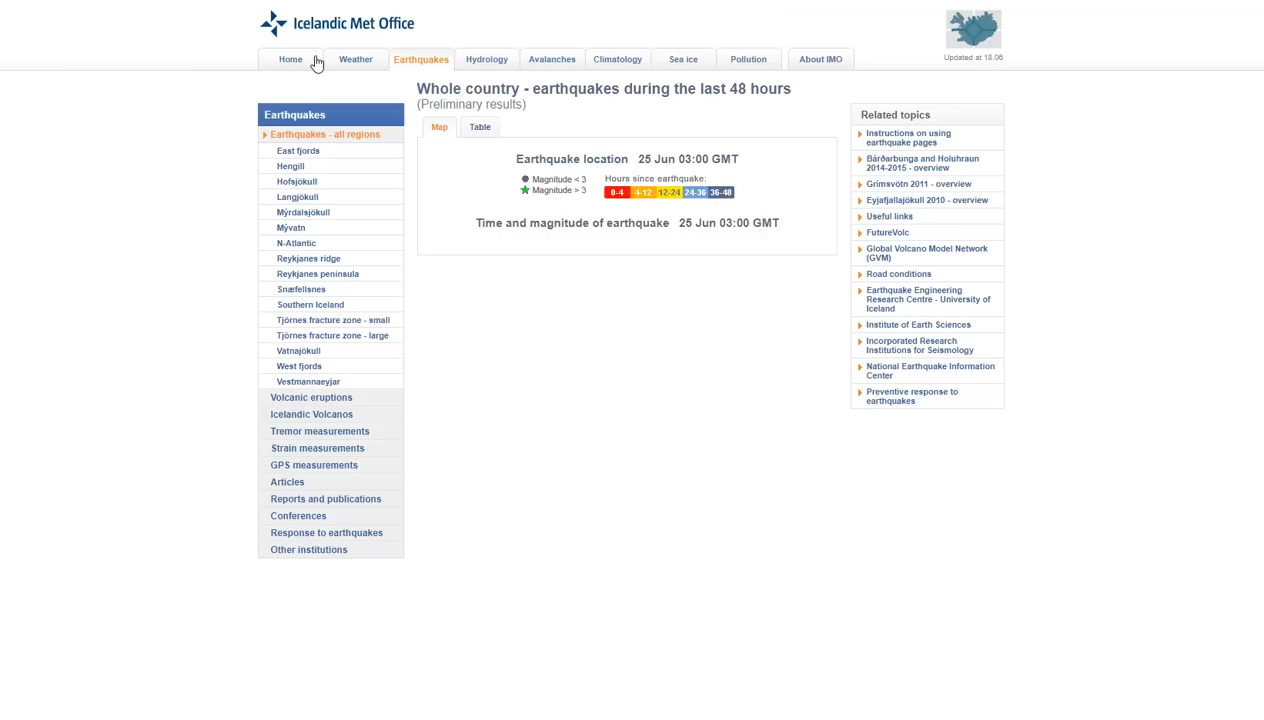 Icelandic Met Office
Updated at 18.06
Home
Weather
Earthquakes
Hydrology
Avalanches
Climatology
Sea ice
Pollution
About IMO
Whole country - earthquakes during the last 48 hours
(Preliminary results)
Earthquakes
Earthquakes - all regions
East fjords
Hengill
Hofsjökull
Langjökull
Mýrdalsjökull
Mývatn
N-Atlantic
Reykjanes ridge
Reykjanes peninsula
Snæfellsnes
Southern Iceland
Tjörnes fracture zone - small
Tjörnes fracture zone - large
Vatnajökull
West fjords
Vestmannaeyjar
Volcanic eruptions
Icelandic Volcanos
Tremor measurements
Strain measurements
GPS measurements
Articles
Reports and publications
Conferences
Response to earthquakes
Other institutions
Map
Table
Earthquake location 25 Jun 03:00 GMT
Magnitude < 3
Magnitude > 3
Hours since earthquake:
0-4 4-12 12-24 24-36 36-48
Time and magnitude of earthquake 25 Jun 03:00 GMT
Related topics
Instructions on using
earthquake pages
Bárðarbunga and Holuhraun
2014-2015 - overview
Grímsvötn 2011 - overview
Eyjafjallajökull 2010 - overview
Useful links
FutureVolc
Global Volcano Model Network
(GVM)
Road conditions
Earthquake Engineering
Research Centre - University of
Iceland
Institute of Earth Sciences
Incorporated Research
Institutions for Seismology
National Earthquake Information
Center
Preventive response to
earthquakes